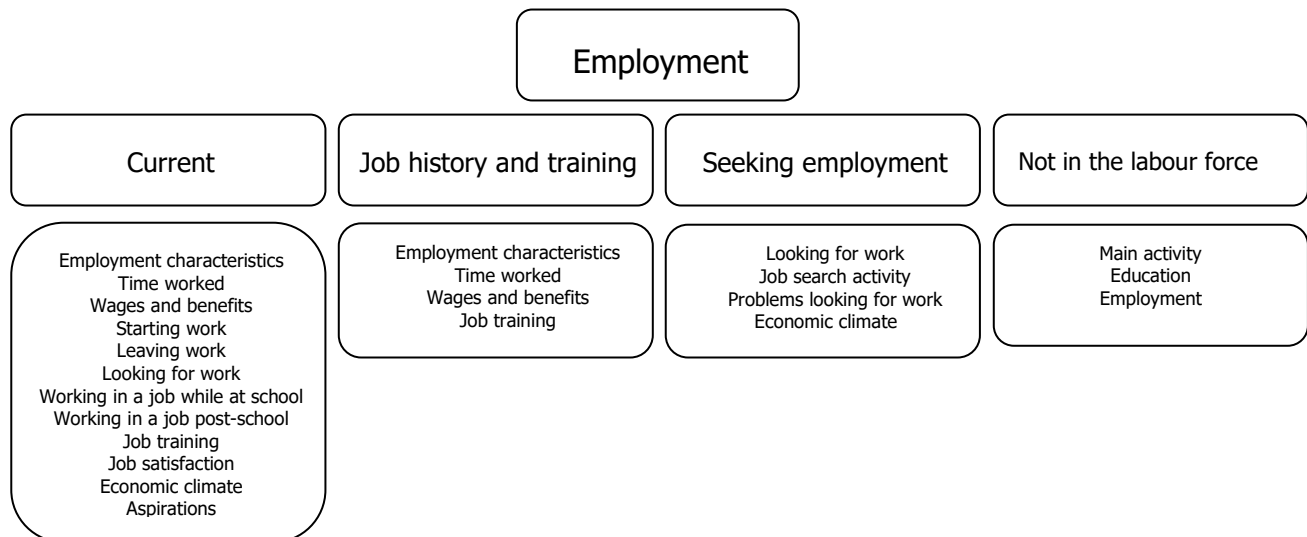 Employment
Current
Job history and training
Seeking employment
Not in the labour force
Employment characteristics
Time worked
Wages and benefits
Starting work
Leaving work
Looking for work
Working in a job while at school
Working in a job post-school
Job training
Job satisfaction
Economic climate
Aspirations
Employment characteristics
Time worked
Wages and benefits
Job training
Looking for work
Job search activity
Problems looking for work
Economic climate
Main activity
Education
Employment